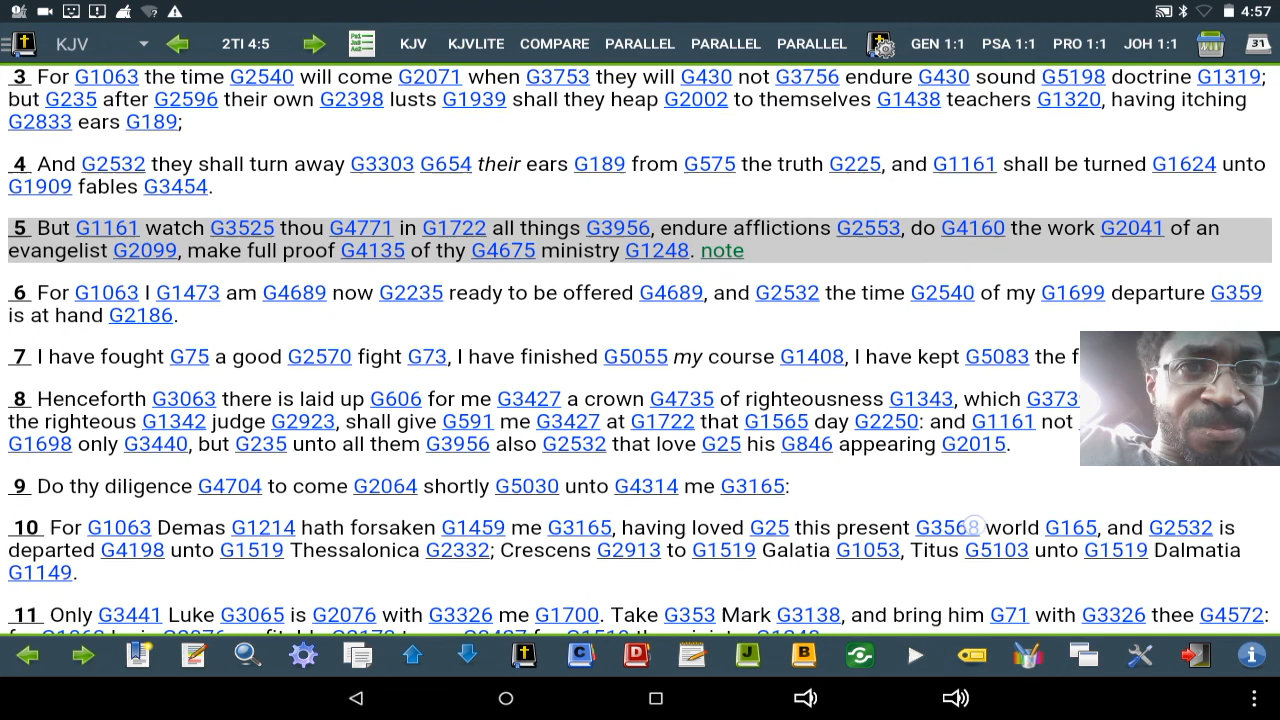 4:57
KJV 2TI 4:5 KJV KJVLITE COMPARE PARALLEL PARALLEL PARALLEL GEN 1:1 PSA 1:1 PRO 1:1 JOH 1:1 31
3 For G1063 the time G2540 will come G2071 when G3753 they will G430 not G3756 endure G430 sound G5198 doctrine G1319;
but G235 after G2596 their own G2398 lusts G1939 shall they heap G2002 to themselves G1438 teachers G1320, having itching
G2833 ears G189;
4 And G2532 they shall turn away G3303 G654 their ears G189 from G575 the truth G225, and G1161 shall be turned G1624 unto
G1909 fables G3454.
5 But G1161 watch G3525 thou G4771 in G1722 all things G3956, endure afflictions G2553, do G4160 the work G2041 of an
evangelist G2099, make full proof G4135 of thy G4675 ministry G1248. note
6 For G1063 I G1473 am G4689 now G2235 ready to be offered G4689, and G2532 the time G2540 of my G1699 departure G359
is at hand G2186.
7 I have fought G75 a good G2570 fight G73, I have finished G5055 my course G1408, I have kept G5083 the
8 Henceforth G3063 there is laid up G606 for me G3427 a crown G4735 of righteousness G1343, which
the righteous G1342 judge G2923, shall give G591 me G3427 at G1722 that G1565 day G2250: and G1161 not
G1698 only G3440, but G235 unto all them G3956 also G2532 that love G25 his G846 appearing G2015.
9 Do thy diligence G4704 to come G2064 shortly G5030 unto G4314 me G3165:
10 For G1063 Demas G1214 hath forsaken G1459 me G3165, having loved G25 this present G3568 world G165, and G2532 is
departed G4198 unto G1519 Thessalonica G2332; Crescens G2913 to G1519 Galatia G1053, Titus G5103 unto G1519 Dalmatia
G1149.
11 Only G3441 Luke G3065 is G2076 with G3326 me G1700. Take G353 Mark G3138, and bring him G71 with G3326 thee G4572:
C D J B